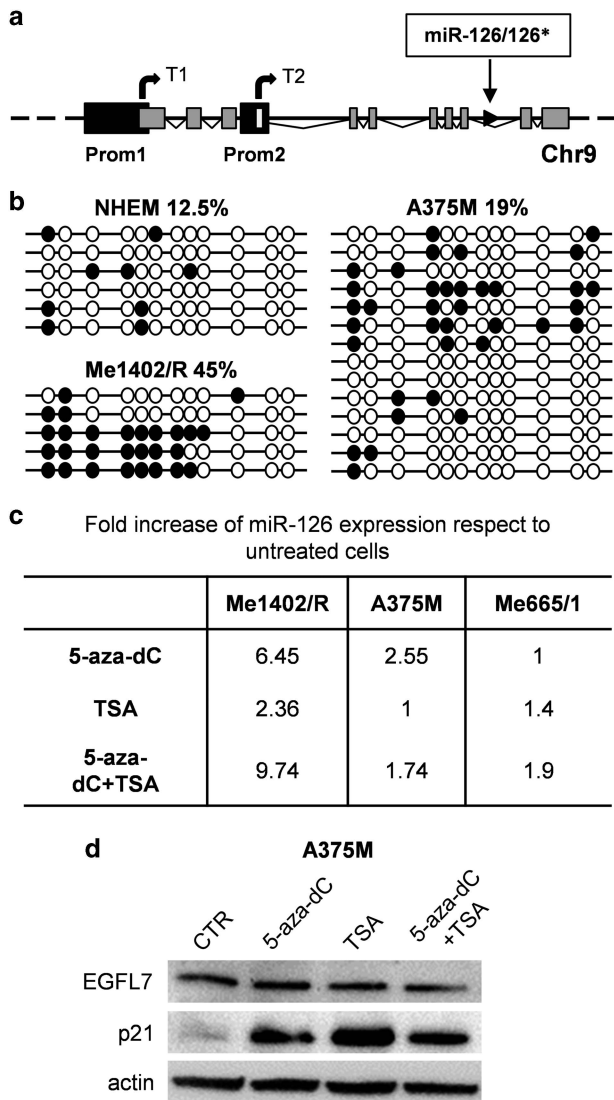 a
miR-126/126*
T1
T2
Prom1
Prom2
Chr9
b
NHEM 12.5%
A375M 19%
Me1402/R 45%
c
Fold increase of miR-126 expression respect to
untreated cells
Me1402/R A375M Me665/1
5-aza-dC 6.45 2.55 1
TSA 2.36 1 1.4
5-aza-
dC+TSA 9.74 1.74 1.9
d
A375M
CTR
5-aza-dC
TSA
5-aza-dC
+TSA
EGFL7
p21
actin